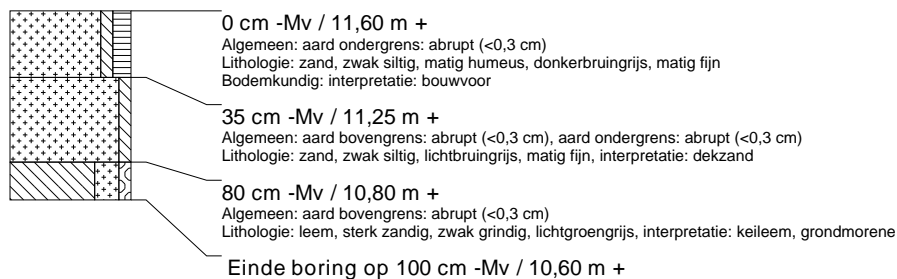 0 cm -Mv / 11,60 m +
Algemeen: aard ondergrens: abrupt (<0,3 cm)
Lithologie: zand, zwak siltig, matig humeus, donkerbruingrijs, matig fijn
Bodemkundig: interpretatie: bouwvoor
35 cm -Mv / 11,25 m +
Algemeen: aard bovengrens: abrupt (<0,3 cm), aard ondergrens: abrupt (<0,3 cm)
Lithologie: zand, zwak siltig, lichtbruingrijs, matig fijn, interpretatie: dekzand
80 cm -Mv / 10,80 m +
Algemeen: aard bovengrens: abrupt (<0,3 cm)
Lithologie: leem, sterk zandig, zwak grindig, lichtgroengrijs, interpretatie: keileem, grondmorene
Einde boring op 100 cm -Mv / 10,60 m +